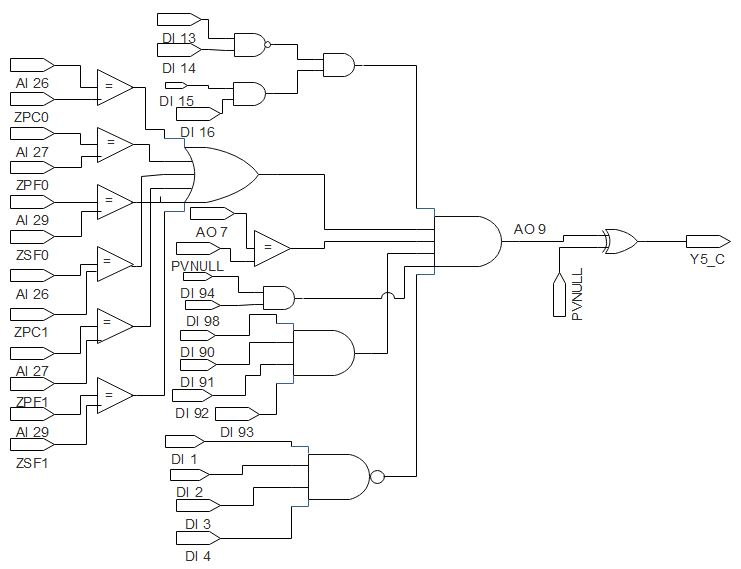 DI 13
DI 14
DI 15
DI 16
AI 26
=
ZPC0
AI 27
=
ZPF0
AI 29
=
ZSF0
AI 26
=
ZPC1
AI 27
=
ZPF1
AI 29
=
ZSF1
AO 7
=
PVNULL
DI 94
DI 98
DI 90
DI 91
DI 92
DI 93
DI 1
DI 2
DI 3
DI 4
AO 9
PVNULL
Y5_C